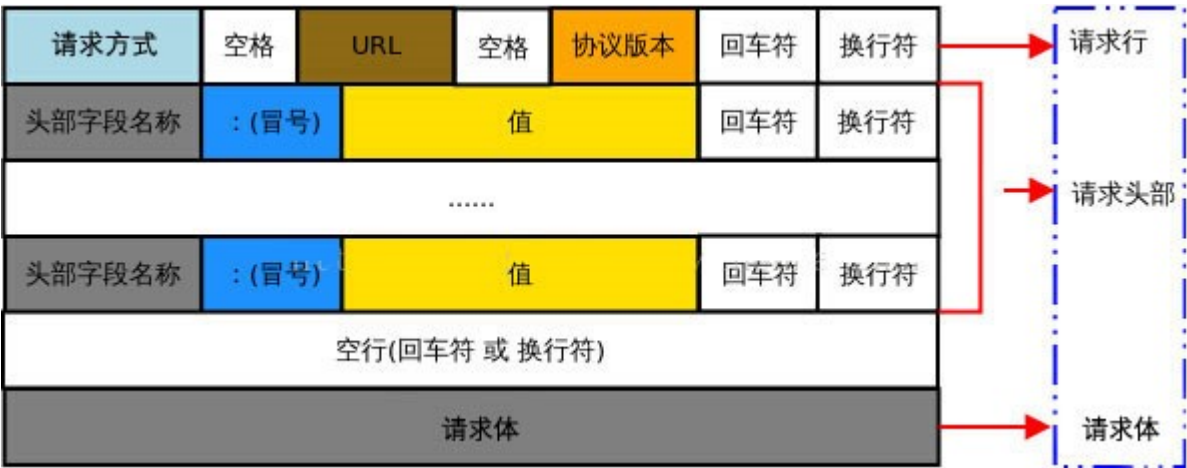 请求方式 空格 URL 空格 协议版本 回车符 换行符 请求行
头部字段名称 :(冒号) 值 回车符 换行符
...... 请求头部
头部字段名称 :(冒号) 值 回车符 换行符
空行(回车符 或 换行符)
请求体 请求体